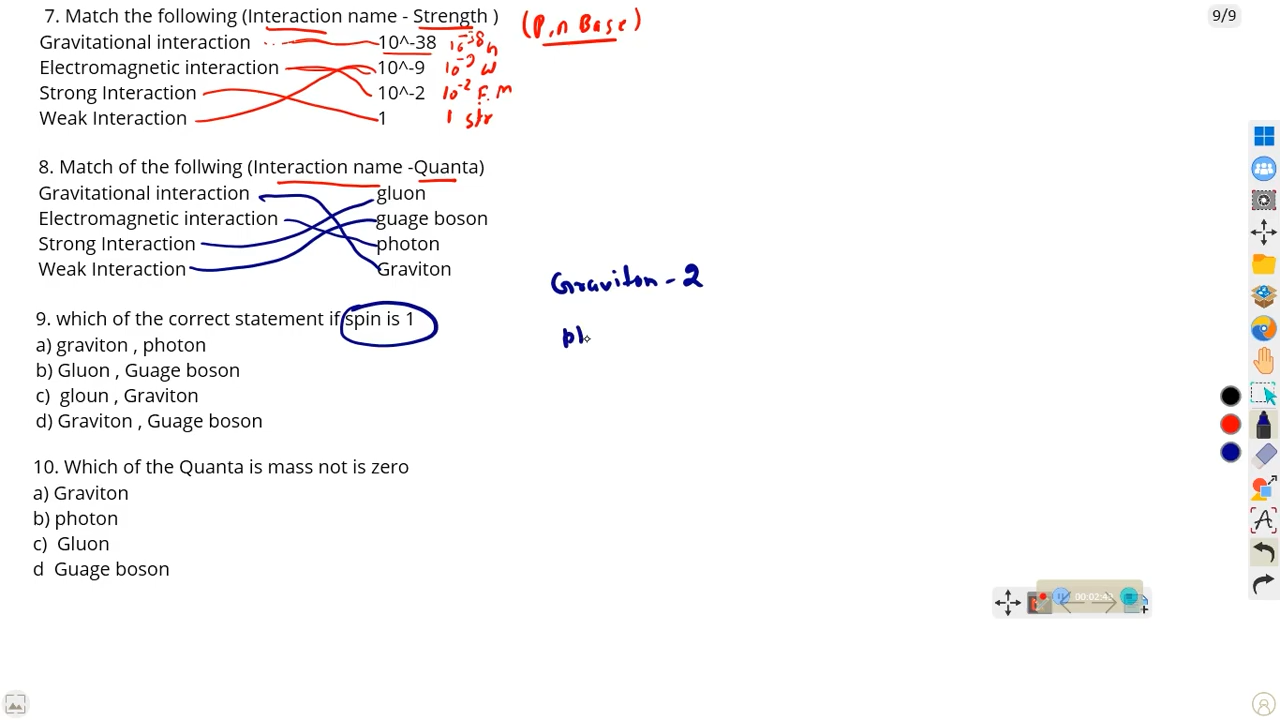 9/9
7. Match the following (Interaction name - Strength )
(P,n Base)
Gravitational interaction 10^-38 10^-38 G
Electromagnetic interaction 10^-9 10^-9 W
Strong Interaction 10^-2 10^-2 E.M
Weak Interaction 1 1 str
8. Match of the follwing (Interaction name -Quanta)
Gravitational interaction gluon
Electromagnetic interaction guage boson
Strong Interaction photon
Weak Interaction Graviton
Graviton - 2
9. which of the correct statement if spin is 1
ph
a) graviton , photon
b) Gluon , Guage boson
c) gloun , Graviton
d) Graviton , Guage boson
10. Which of the Quanta is mass not is zero
a) Graviton
b) photon
c) Gluon
d Guage boson